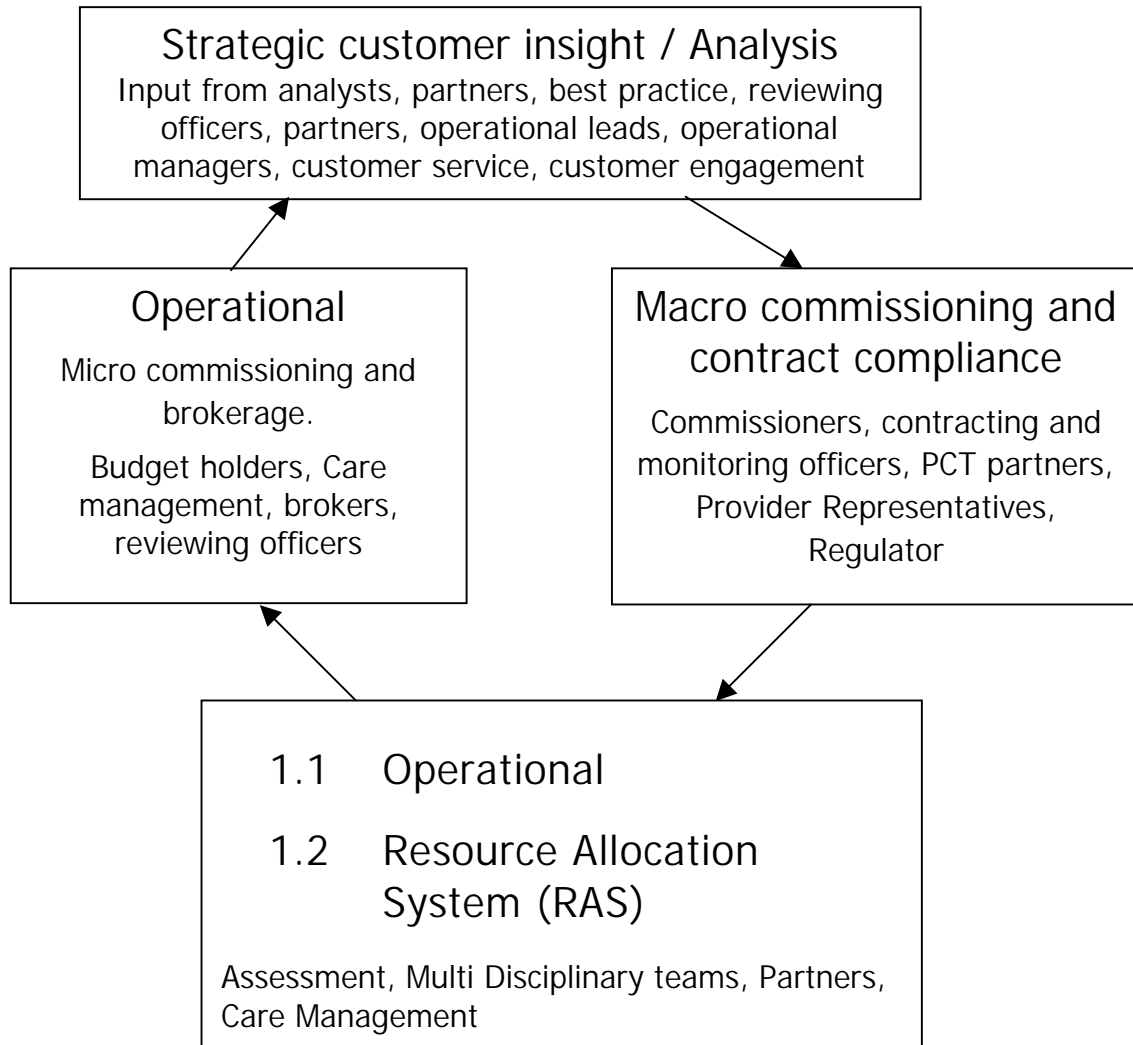 Strategic customer insight / Analysis
Input from analysts, partners, best practice, reviewing
officers, partners, operational leads, operational
managers, customer service, customer engagement
Operational
Micro commissioning and
brokerage.
Budget holders, Care
management, brokers,
reviewing officers
Macro commissioning and
contract compliance
Commissioners, contracting and
monitoring officers, PCT partners,
Provider Representatives,
Regulator
1.1 Operational
1.2 Resource Allocation
System (RAS)
Assessment, Multi Disciplinary teams, Partners,
Care Management